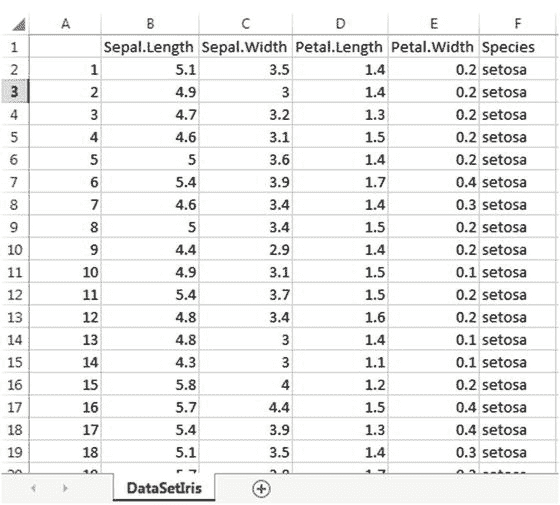 A B C D E F
1 Sepal.Length Sepal.Width Petal.Length Petal.Width Species
2 1 5.1 3.5 1.4 0.2 setosa
3 2 4.9 3 1.4 0.2 setosa
4 3 4.7 3.2 1.3 0.2 setosa
5 4 4.6 3.1 1.5 0.2 setosa
6 5 5 3.6 1.4 0.2 setosa
7 6 5.4 3.9 1.7 0.4 setosa
8 7 4.6 3.4 1.4 0.3 setosa
9 8 5 3.4 1.5 0.2 setosa
10 9 4.4 2.9 1.4 0.2 setosa
11 10 4.9 3.1 1.5 0.1 setosa
12 11 5.4 3.7 1.5 0.2 setosa
13 12 4.8 3.4 1.6 0.2 setosa
14 13 4.8 3 1.4 0.1 setosa
15 14 4.3 3 1.1 0.1 setosa
16 15 5.8 4 1.2 0.2 setosa
17 16 5.7 4.4 1.5 0.4 setosa
18 17 5.4 3.9 1.3 0.4 setosa
19 18 5.1 3.5 1.4 0.3 setosa
DataSetIris